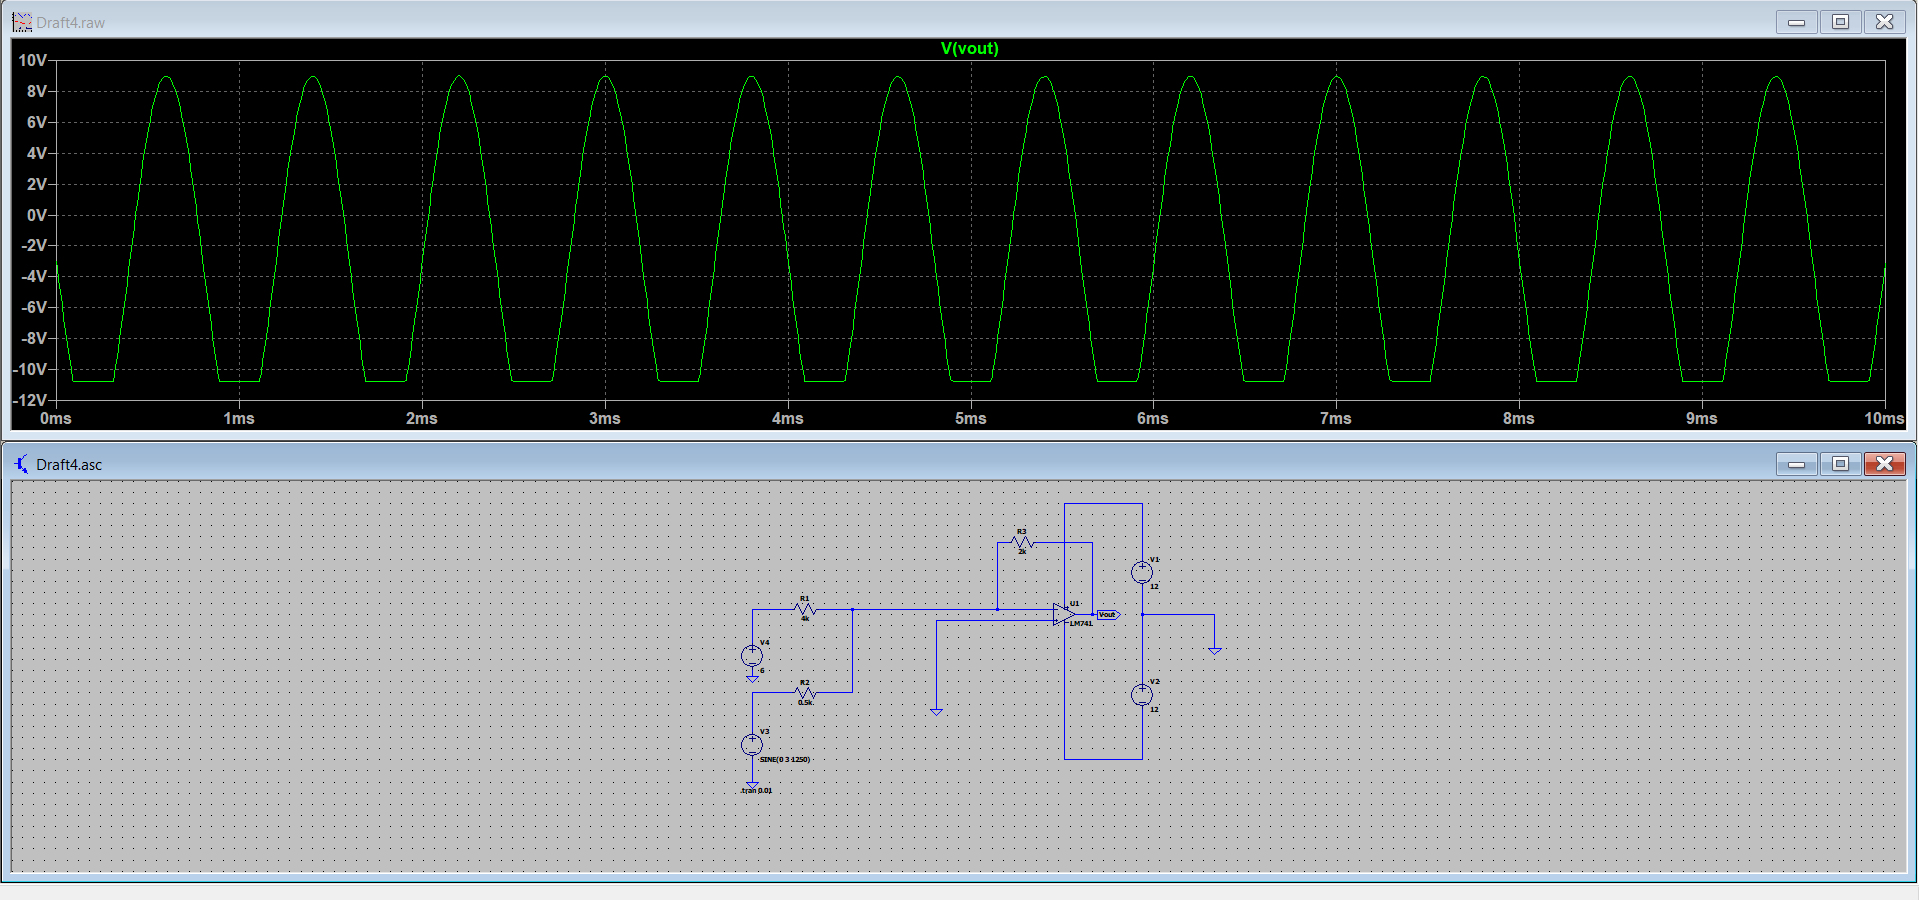 Draft4.raw
V(vout)
10V
8V
6V
4V
2V
0V
-2V
-4V
-6V
-8V
-10V
-12V
0ms 1ms 2ms 3ms 4ms 5ms 6ms 7ms 8ms 9ms 10ms
Draft4.asc
R3
2k
V1
12
R1
4k
U1
Vout
LM741
V4
6
R2
0.5k
V2
12
V3
SINE(0 3 1250)
.tran 0.01